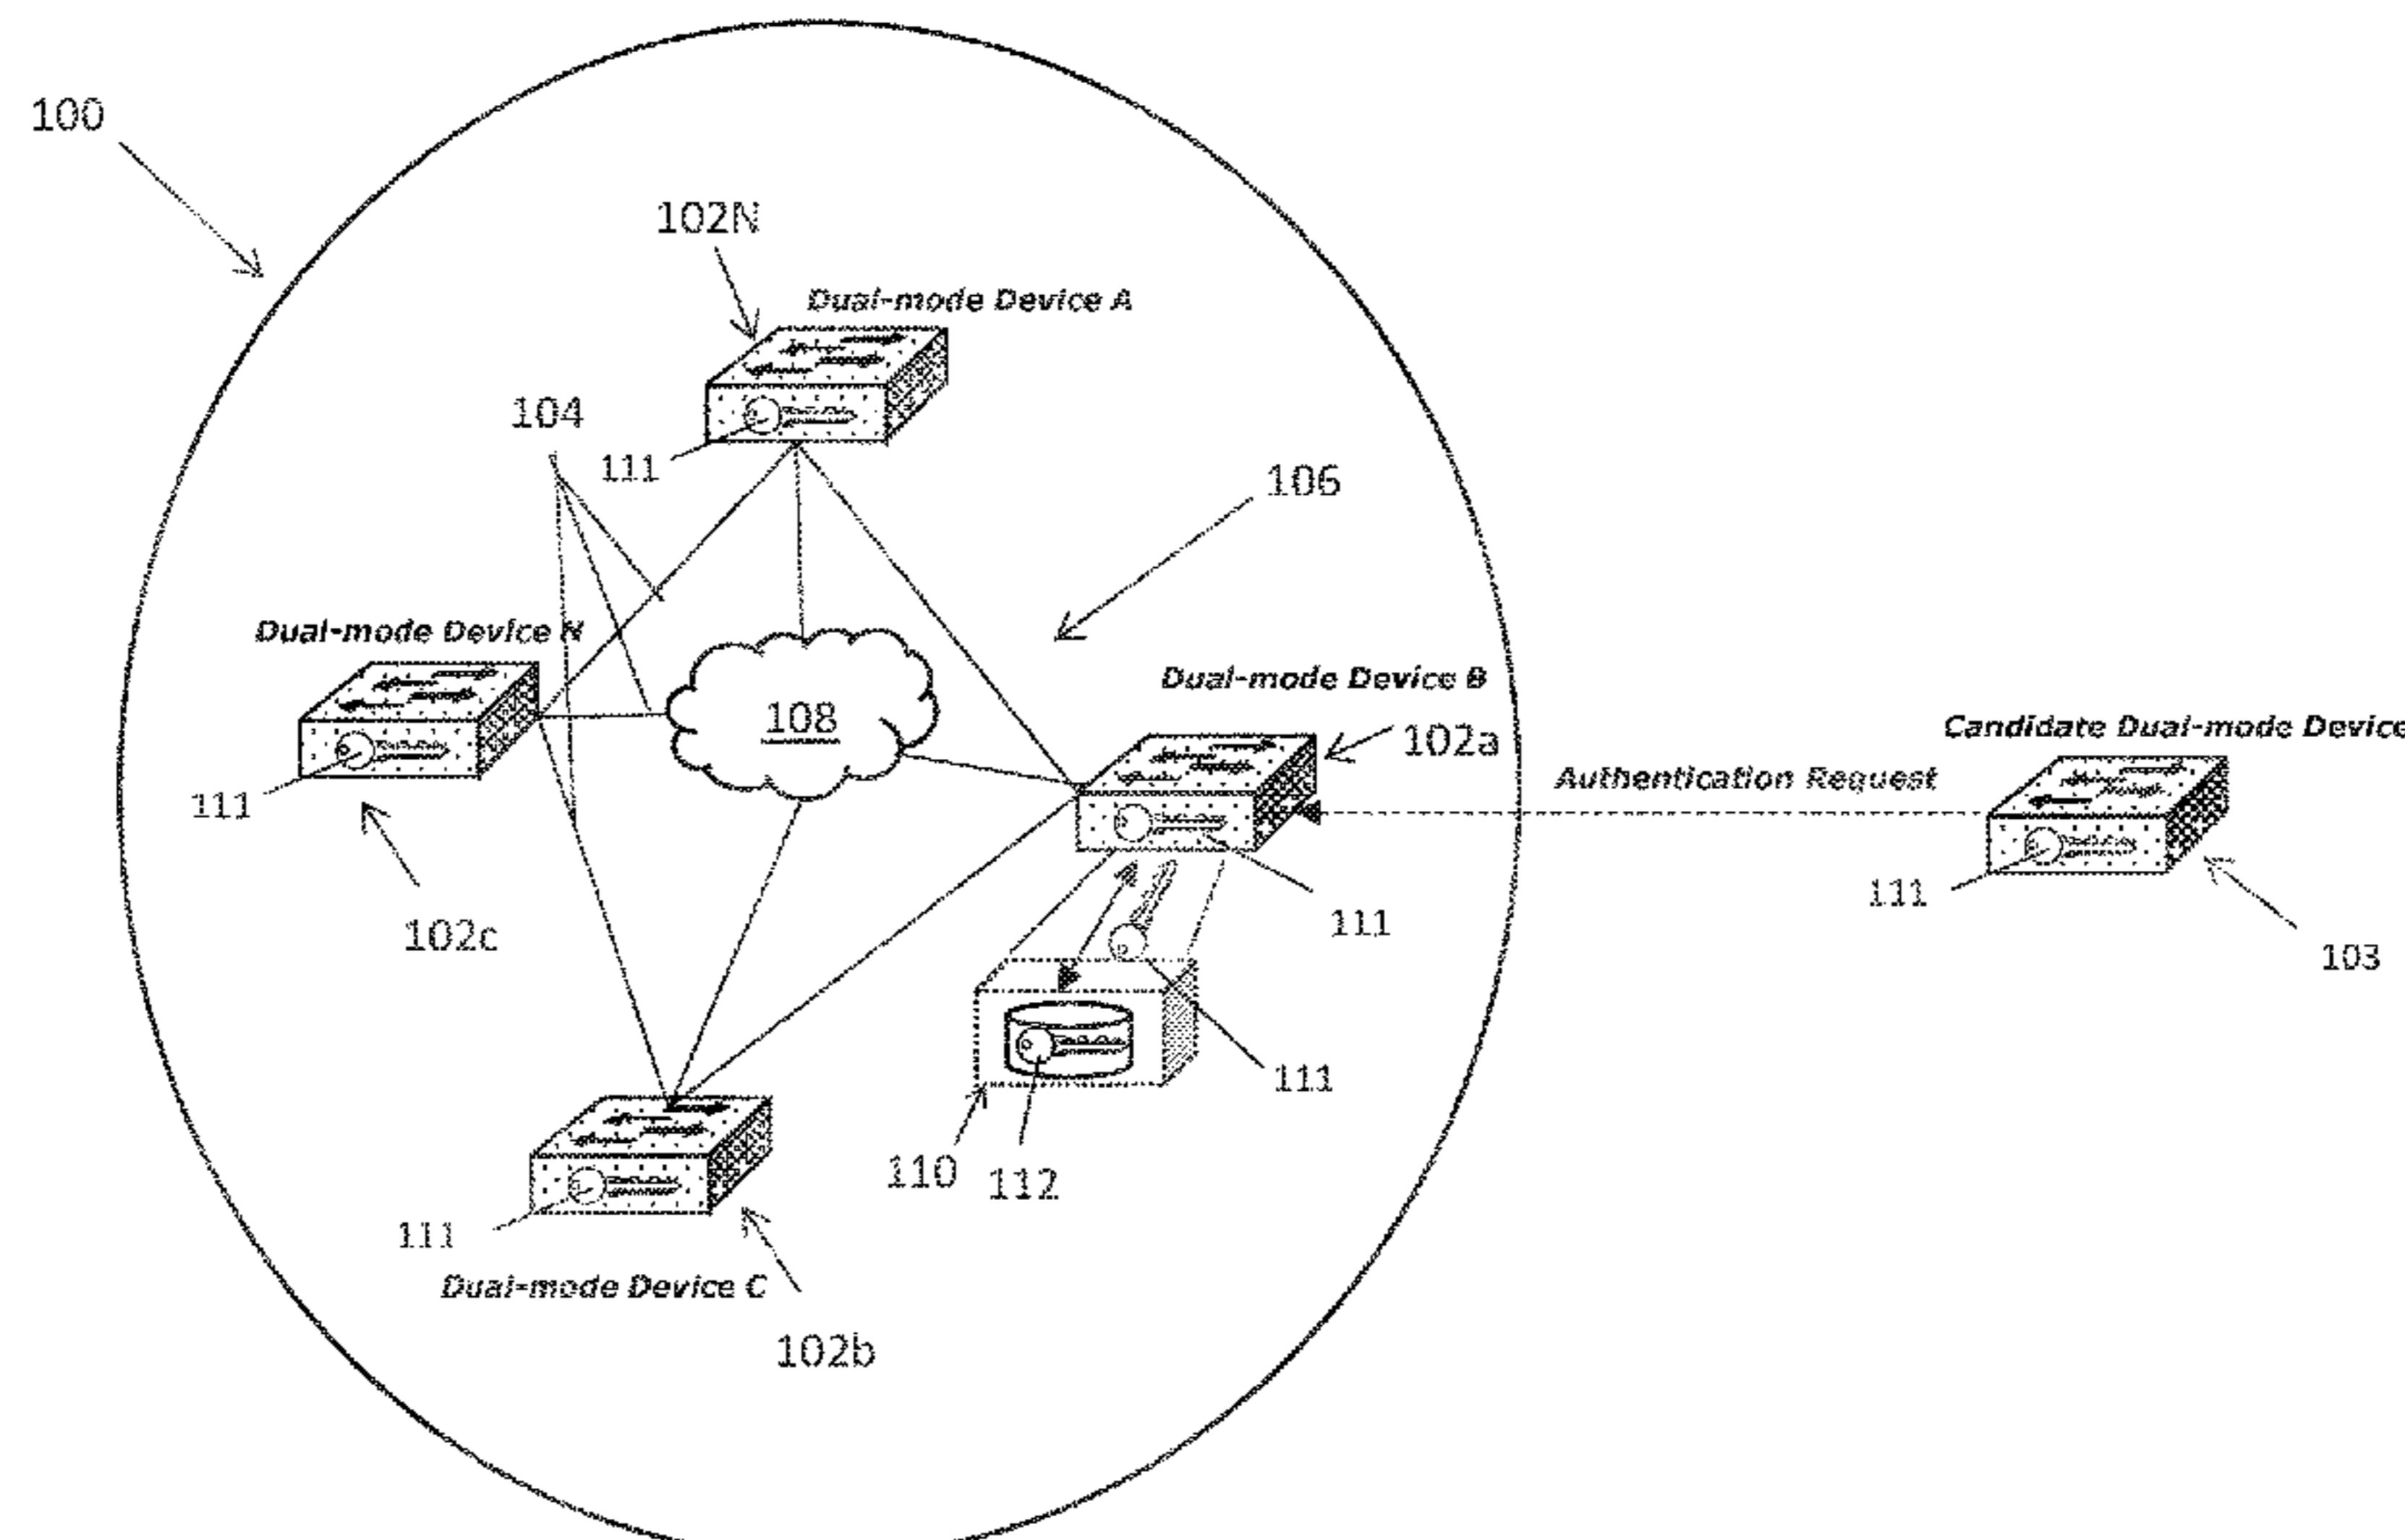 100
102N
Dual-mode Device A
104
111
106
Dual-mode Device N
108
Dual-mode Device B
102a
Candidate Dual-mode Device
Authentication Request
111
111
111
102c
103
111
110
112
111
Dual-mode Device C
102b